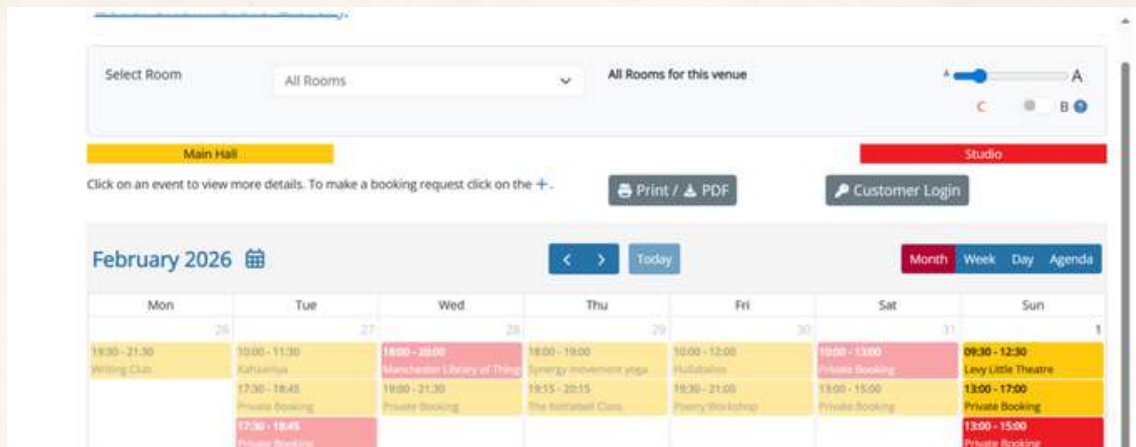 Select Room
All Rooms
All Rooms for this venue
A A
C B ?
Main Hall
Studio
Click on an event to view more details. To make a booking request click on the +.
Print / PDF
Customer Login
February 2026
< > Today
Month Week Day Agenda
Mon Tue Wed Thu Fri Sat Sun
26 27 28 29 30 31 1
19:30 - 21:30 10:00 - 11:30 18:00 - 20:00 18:00 - 19:00 10:00 - 12:00 10:00 - 13:00 09:30 - 12:30
Writing Club Manchester Library of Things Synergy movement yoga Hullabaloo Private Booking Levy Little Theatre
17:30 - 18:45 19:00 - 21:30 19:15 - 20:15 19:30 - 21:00 13:00 - 15:00 13:00 - 17:00
Private Booking Private Booking The Kettlebell Class Poetry Workshop Private Booking Private Booking
17:30 - 18:45 13:00 - 15:00
Private Booking Private Booking